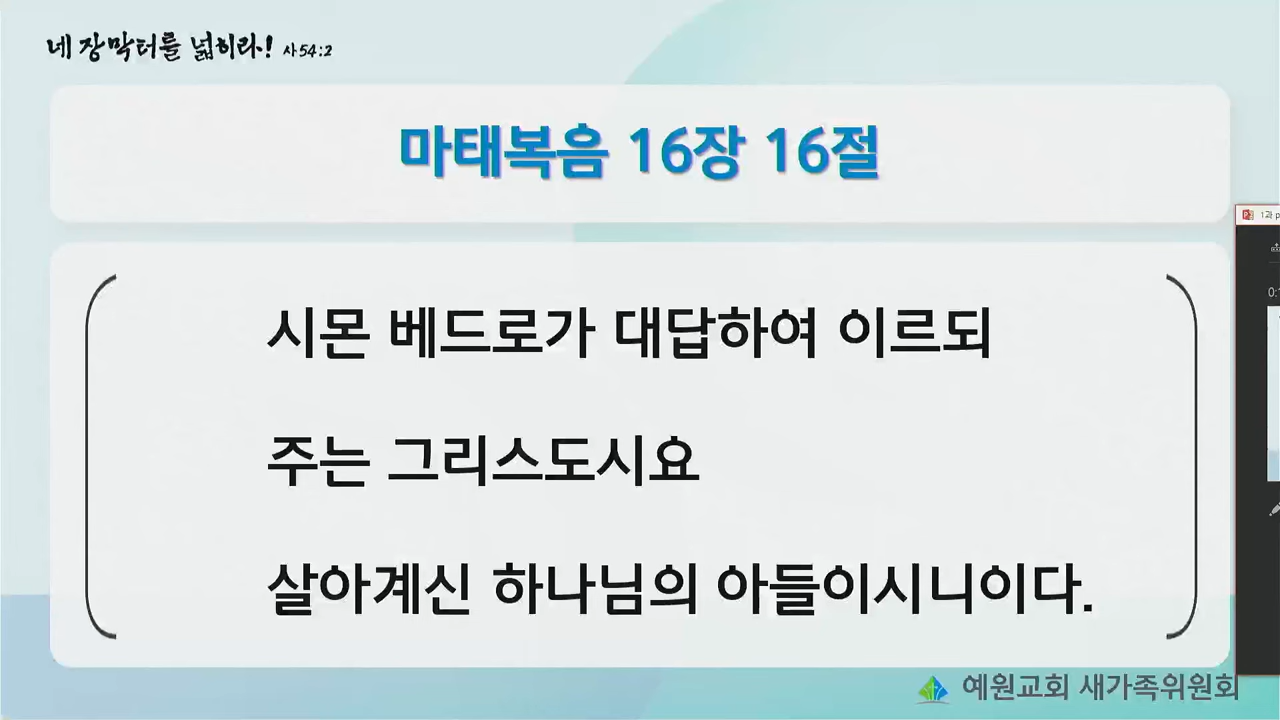 네 장막터를 넓히라! 사54:2
마태복음 16장 16절
시몬 베드로가 대답하여 이르되
주는 그리스도시요
살아계신 하나님의 아들이시니이다.
예원교회 새가족위원회
1과 p